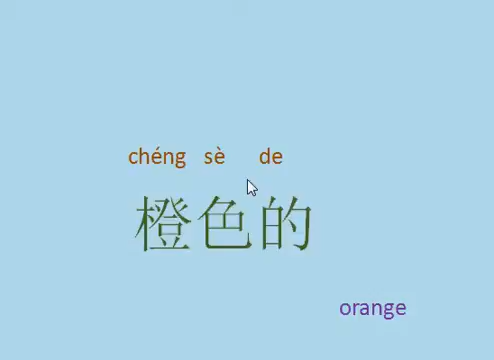 chéng sè de
橙色的
orange